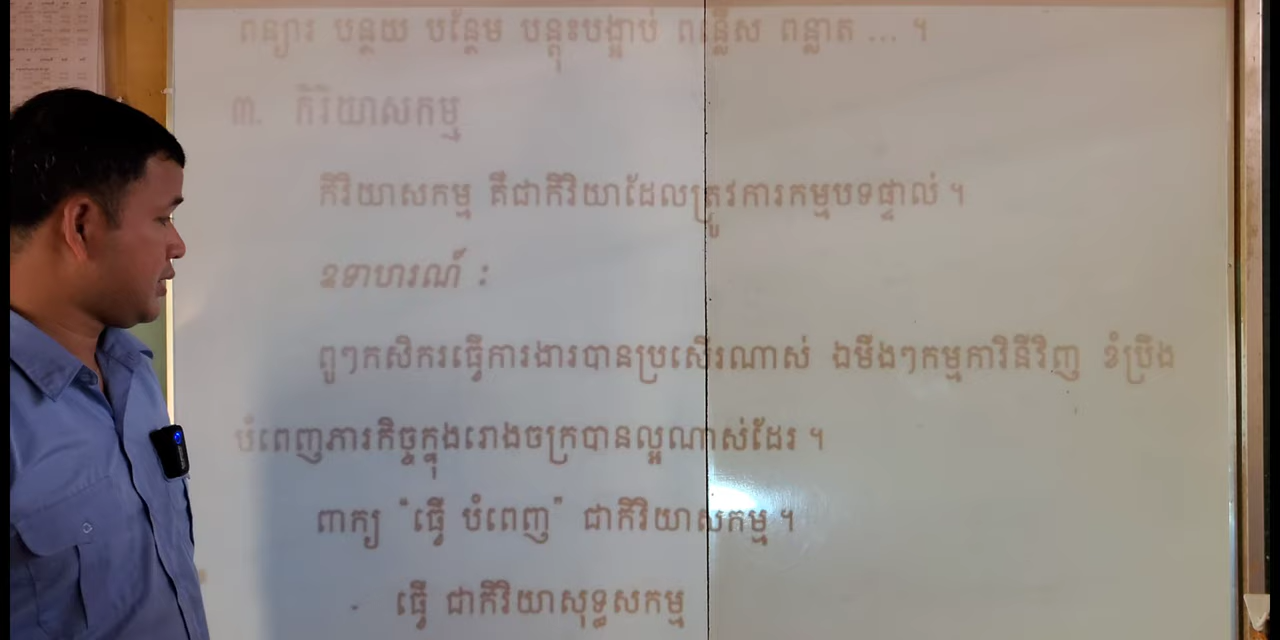 ពន្យារ បន្ថយ បន្ថែម បន្តុះបង្អាប់ ពន្លើស ពន្លាត ... ។
៣. កិរិយាសកម្ម
កិរិយាសកម្ម គឺជាកិរិយាដែលត្រូវការកម្មបទផ្ទាល់ ។
ឧទាហរណ៍ ៖
ពូៗកសិករធ្វើការងារបានប្រសើរណាស់ ឯមីងៗកម្មការិនីវិញ ខំប្រឹង
បំពេញភារកិច្ចក្នុងរោងចក្របានល្អណាស់ដែរ ។
ពាក្យ "ធ្វើ បំពេញ" ជាកិរិយាសកម្ម ។
- ធ្វើ ជាកិរិយាសុទ្ធសកម្ម